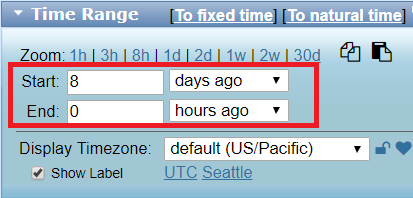 Time Range [To fixed time] [To natural time]
Zoom: 1h | 3h | 8h | 1d | 2d | 1w | 2w | 30d
Start: 8 days ago
End: 0 hours ago
Display Timezone: default (US/Pacific)
Show Label UTC Seattle